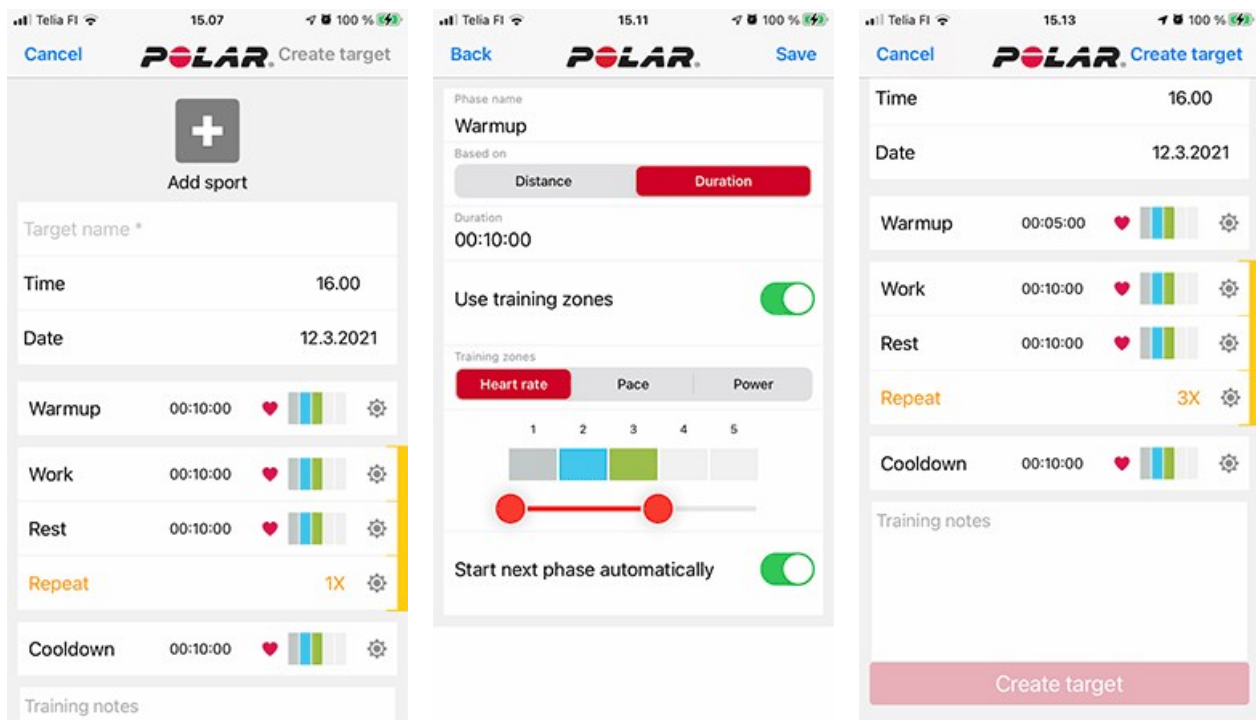 Telia FI 15.07 100 %
Cancel POLAR. Create target
Add sport
Target name *
Time 16.00
Date 12.3.2021
Warmup 00:10:00
Work 00:10:00
Rest 00:10:00
Repeat 1X
Cooldown 00:10:00
Training notes
Telia FI 15.11 100 %
Back POLAR. Save
Phase name
Warmup
Based on
Distance Duration
Duration
00:10:00
Use training zones
Training zones
Heart rate Pace Power
1 2 3 4 5
Start next phase automatically
Telia FI 15.13 100 %
Cancel POLAR. Create target
Time 16.00
Date 12.3.2021
Warmup 00:05:00
Work 00:10:00
Rest 00:10:00
Repeat 3X
Cooldown 00:10:00
Training notes
Create target